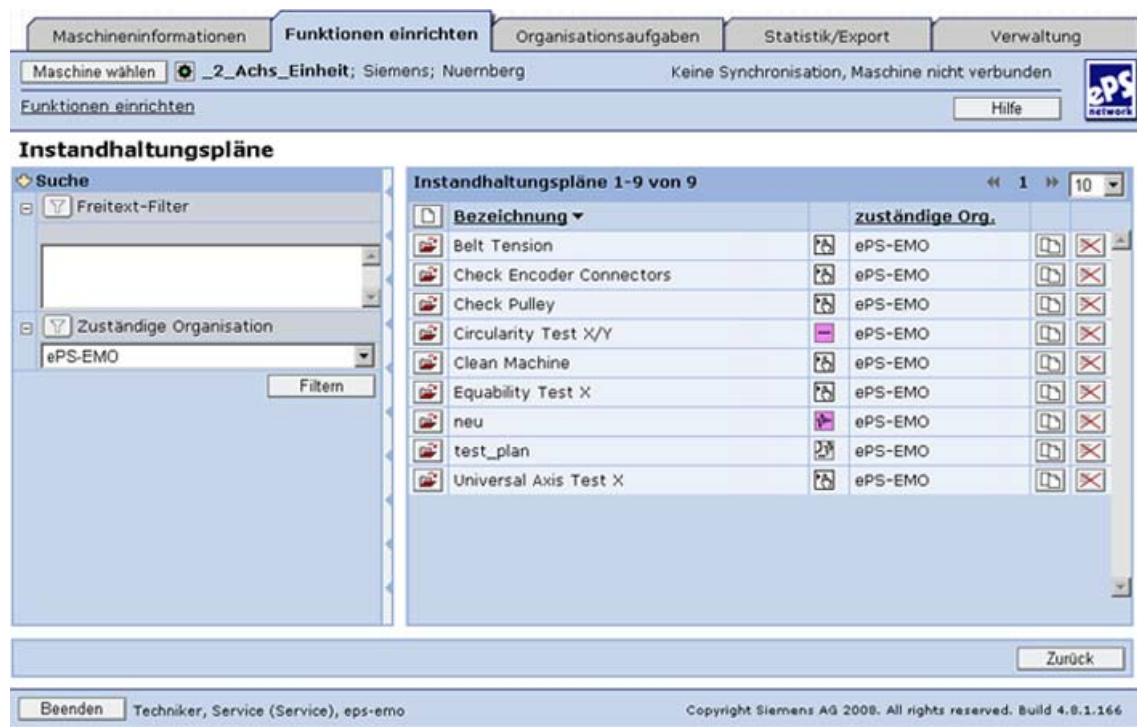 Maschineninformationen Funktionen einrichten Organisationsaufgaben Statistik/Export Verwaltung
Maschine wählen _2_Achs_Einheit; Siemens; Nuernberg Keine Synchronisation, Maschine nicht verbunden
ePS network
Funktionen einrichten Hilfe
Instandhaltungspläne
Suche
Freitext-Filter
Zuständige Organisation
ePS-EMO
Filtern
Instandhaltungspläne 1-9 von 9 1 10
Bezeichnung zuständige Org.
Belt Tension ePS-EMO
Check Encoder Connectors ePS-EMO
Check Pulley ePS-EMO
Circularity Test X/Y ePS-EMO
Clean Machine ePS-EMO
Equability Test X ePS-EMO
neu ePS-EMO
test_plan ePS-EMO
Universal Axis Test X ePS-EMO
Zurück
Beenden Techniker, Service (Service), eps-emo Copyright Siemens AG 2008. All rights reserved. Build 4.8.1.166